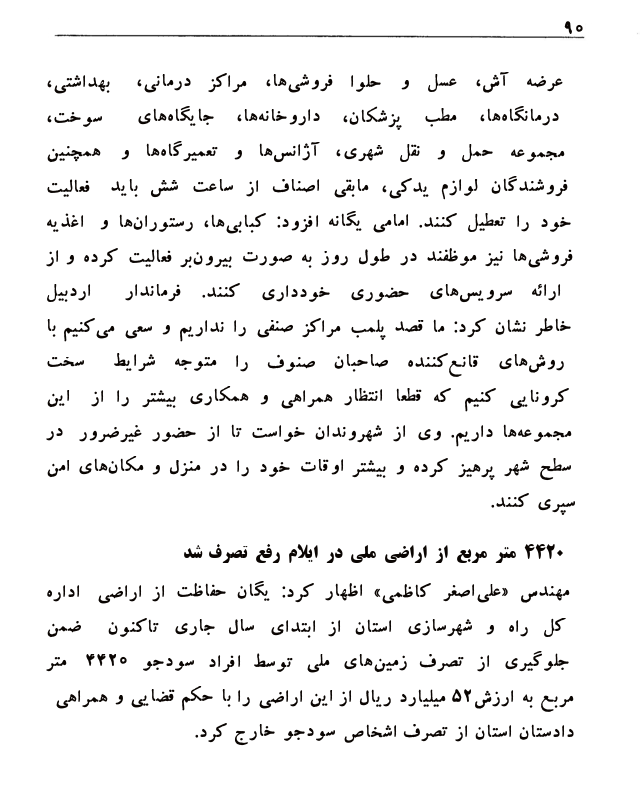 ۹۰
عرضه آش، عسل و حلوا فروشی‌ها، مراکز درمانی، بهداشتی،
درمانگاه‌ها، مطب پزشکان، داروخانه‌ها، جایگاه‌های سوخت،
مجموعه حمل و نقل شهری، آژانس‌ها و تعمیرگاه‌ها و همچنین
فروشندگان لوازم یدکی، مابقی اصناف از ساعت شش باید فعالیت
خود را تعطیل کنند. امامی یگانه افزود: کبابی‌ها، رستوران‌ها و اغذیه
فروشی‌ها نیز موظفند در طول روز به صورت بیرون‌بر فعالیت کرده و از
ارائه سرویس‌های حضوری خودداری کنند. فرماندار اردبیل
خاطر نشان کرد: ما قصد پلمب مراکز صنفی را نداریم و سعی می‌کنیم با
روش‌های قانع‌کننده صاحبان صنوف را متوجه شرایط سخت
کرونایی کنیم که قطعا انتظار همراهی و همکاری بیشتر را از این
مجموعه‌ها داریم. وی از شهروندان خواست تا از حضور غیرضرور در
سطح شهر پرهیز کرده و بیشتر اوقات خود را در منزل و مکان‌های امن
سپری کنند.
۴۴۲۰ متر مربع از اراضی ملی در ایلام رفع تصرف شد
مهندس «علی‌اصغر کاظمی» اظهار کرد: یگان حفاظت از اراضی اداره
کل راه و شهرسازی استان از ابتدای سال جاری تاکنون ضمن
جلوگیری از تصرف زمین‌های ملی توسط افراد سودجو ۴۴۲۰ متر
مربع به ارزش۵۲ میلیارد ریال از این اراضی را با حکم قضایی و همراهی
دادستان استان از تصرف اشخاص سودجو خارج کرد.